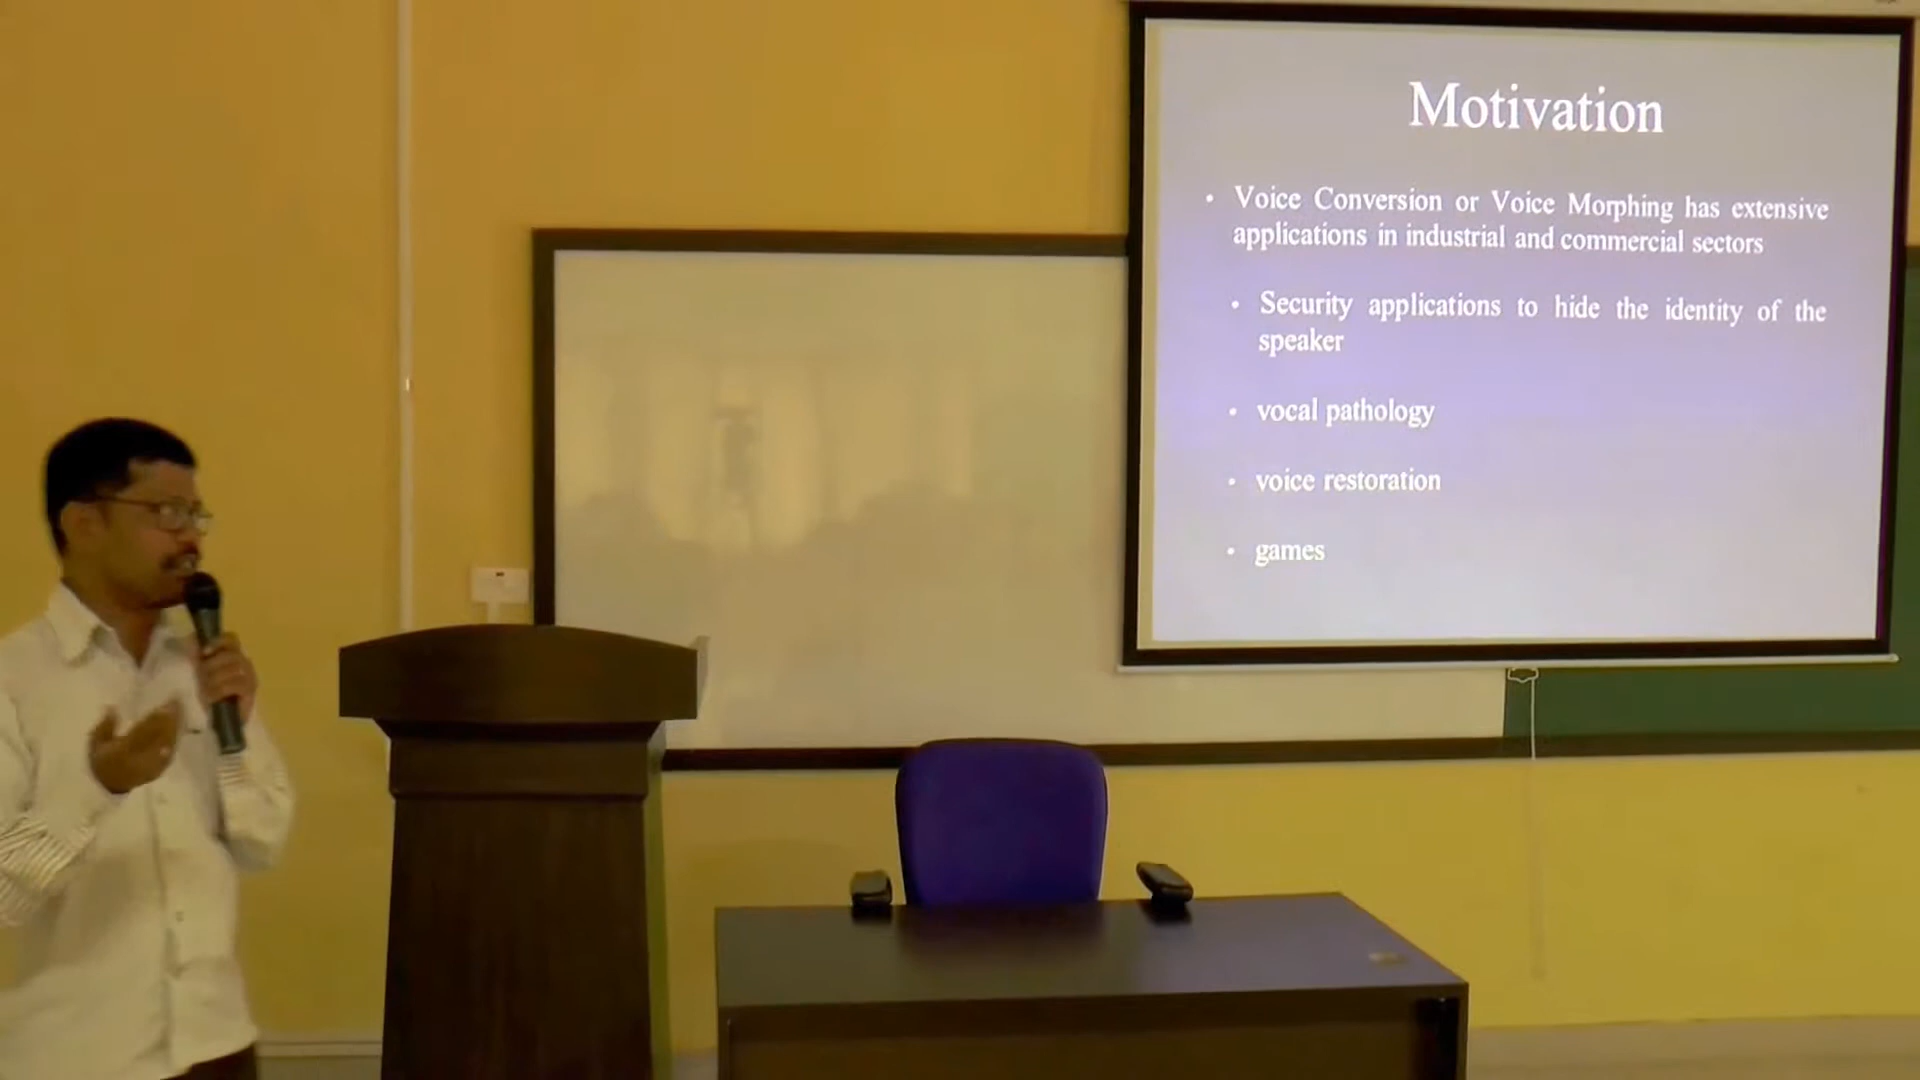 Motivation
• Voice Conversion or Voice Morphing has extensive
applications in industrial and commercial sectors
• Security applications to hide the identity of the
speaker
• vocal pathology
• voice restoration
• games